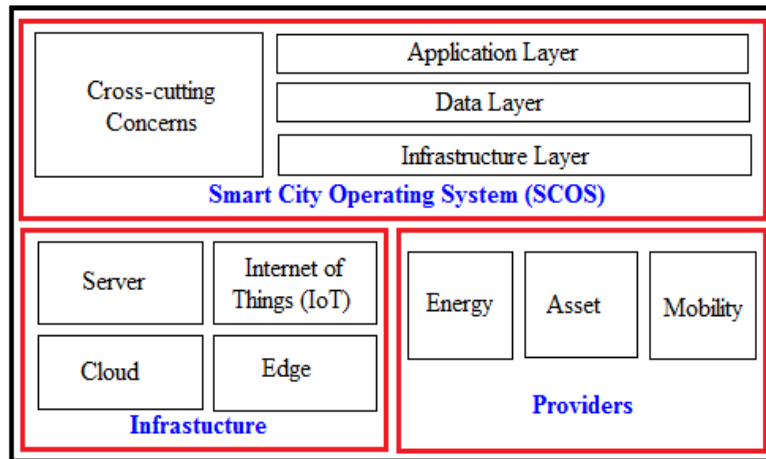 Cross-cutting
Concerns
Application Layer
Data Layer
Infrastructure Layer
Smart City Operating System (SCOS)
Server
Internet of
Things (IoT)
Cloud
Edge
Infrastucture
Energy
Asset
Mobility
Providers